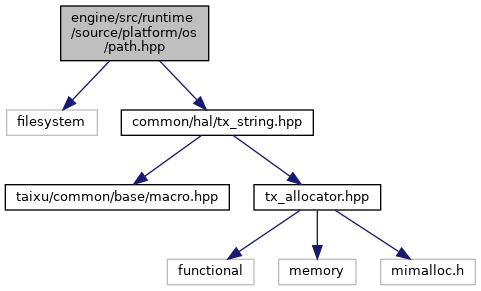 engine/src/runtime
/source/platform/os
/path.hpp
filesystem
common/hal/tx_string.hpp
taixu/common/base/macro.hpp
tx_allocator.hpp
functional
memory
mimalloc.h